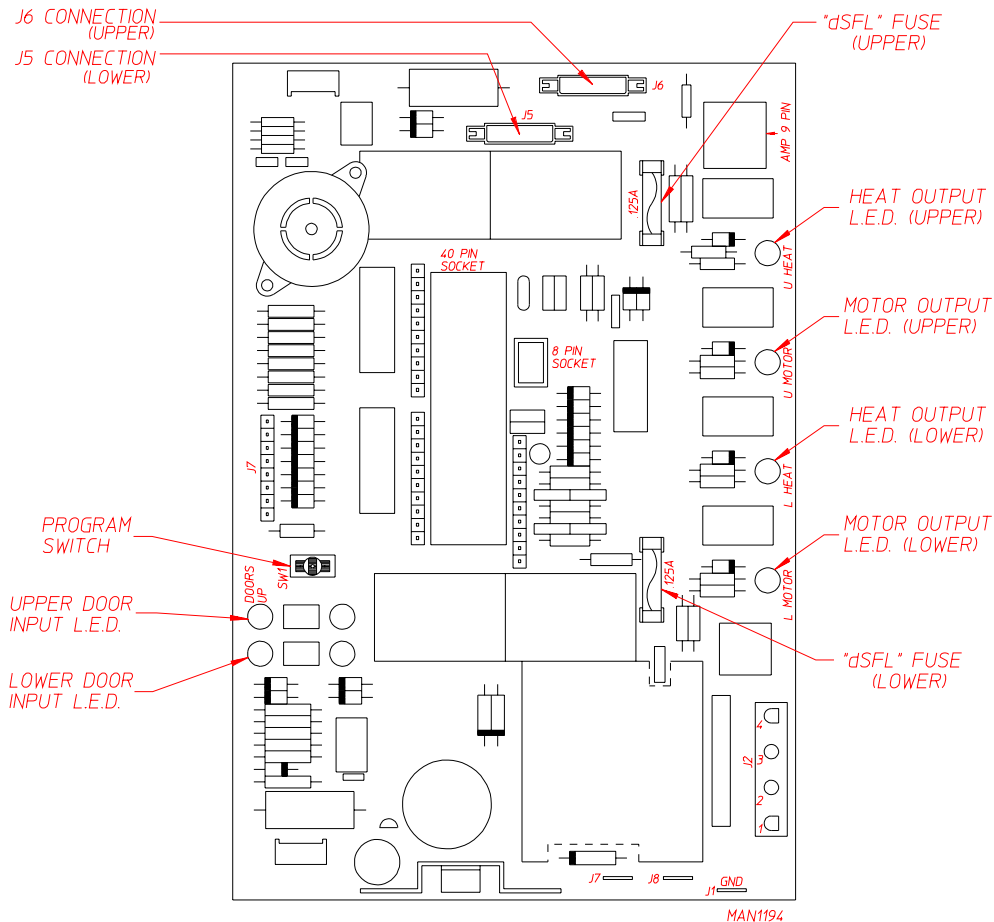 J6 CONNECTION
(UPPER)
J5 CONNECTION
(LOWER)
"dSFL" FUSE
(UPPER)
J6
J5
AMP 9 PIN
.125A
HEAT OUTPUT
L.E.D. (UPPER)
U HEAT
40 PIN
SOCKET
MOTOR OUTPUT
L.E.D. (UPPER)
U MOTOR
8 PIN
SOCKET
HEAT OUTPUT
L.E.D. (LOWER)
L HEAT
J7
PROGRAM
SWITCH
SW1
MOTOR OUTPUT
L.E.D. (LOWER)
L MOTOR
.125A
DOORS
UP
UPPER DOOR
INPUT L.E.D.
LOWER DOOR
INPUT L.E.D.
"dSFL" FUSE
(LOWER)
4
3
J2
2
1
J7
J8
J1
GND
MAN1194